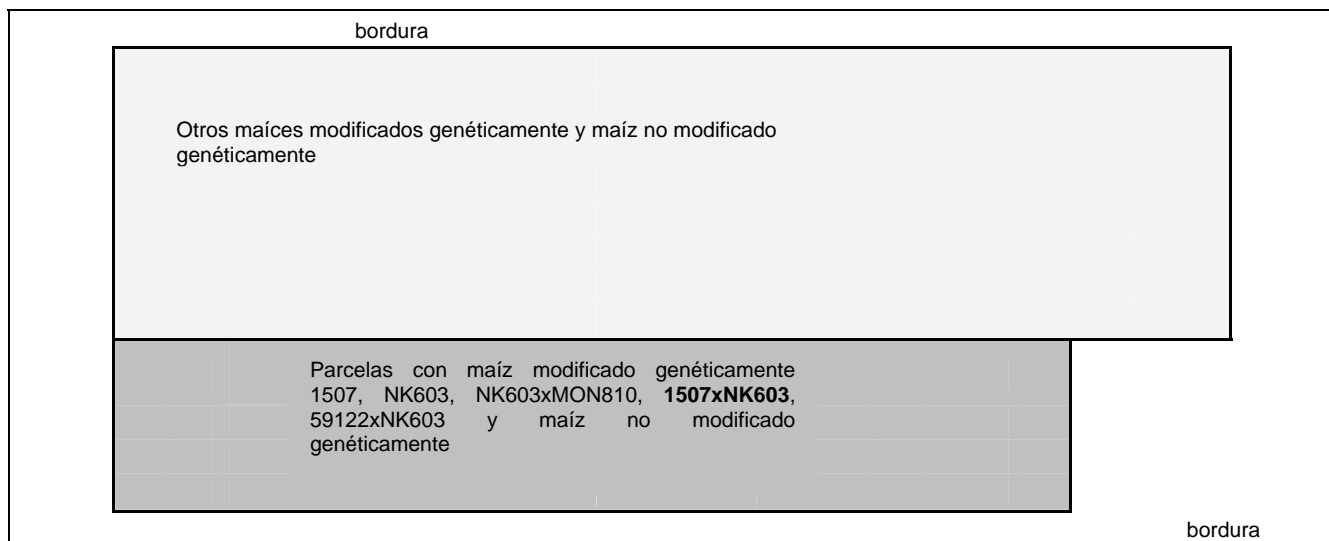 bordura
Otros maíces modificados genéticamente y maíz no modificado
genéticamente
Parcelas con maíz modificado genéticamente
1507, NK603, NK603xMON810, 1507xNK603,
59122xNK603 y maíz no modificado
genéticamente
bordura